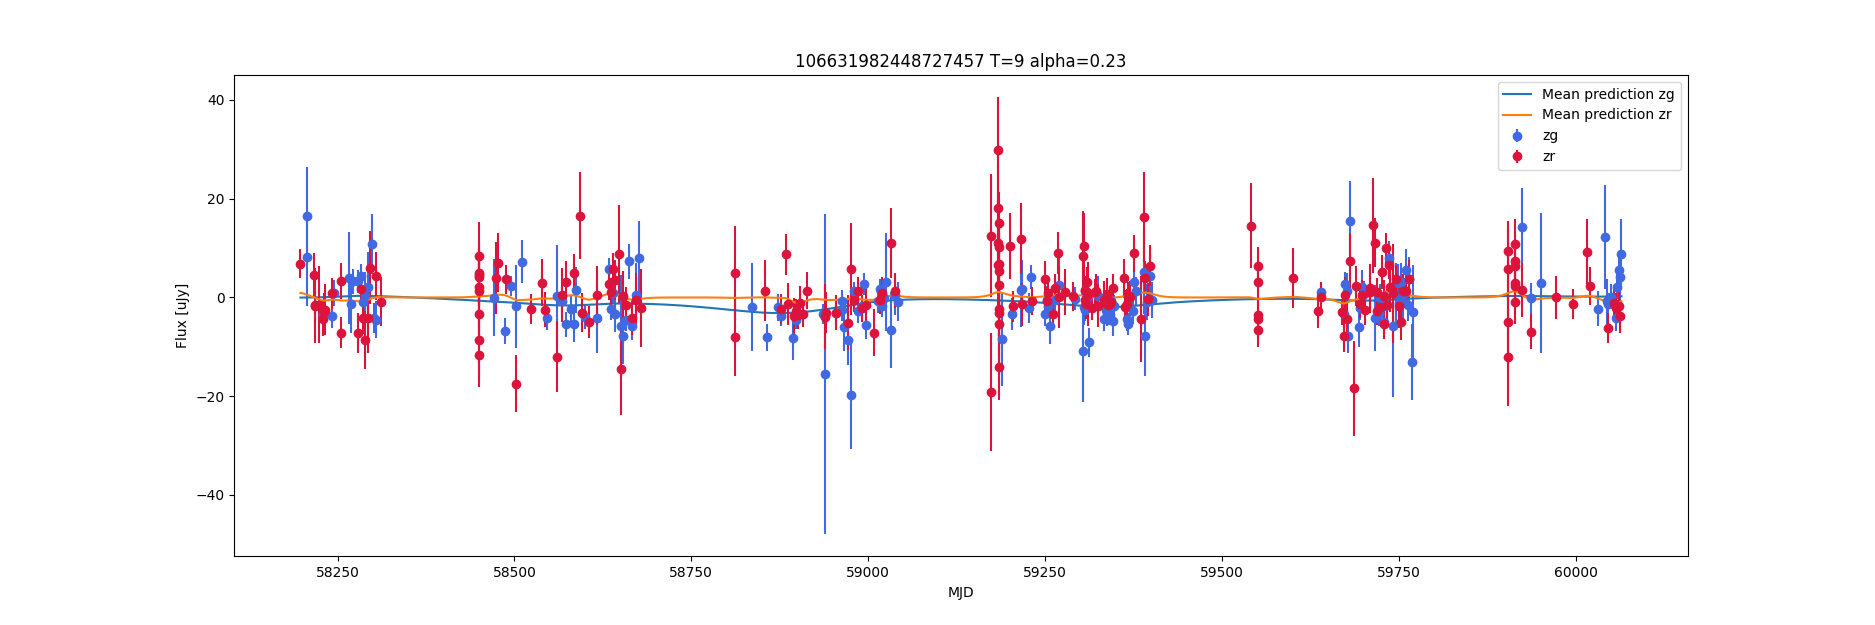 106631982448727457 T=9 alpha=0.23
Mean prediction zg
Mean prediction zr
zg
zr
Flux [uJy]
40
20
0
−20
−40
58250 58500 58750 59000 59250 59500 59750 60000
MJD